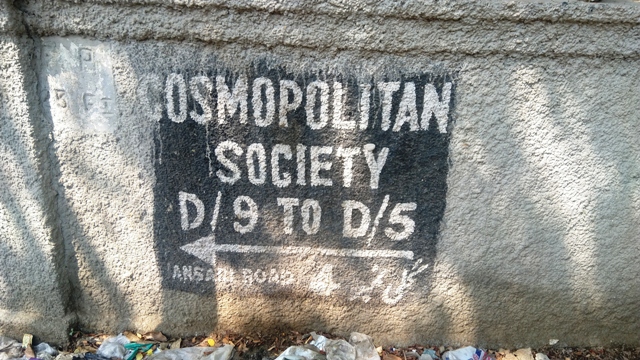 COSMOPOLITAN
SOCIETY
D/9 TO D/5
ANSARI ROAD 4